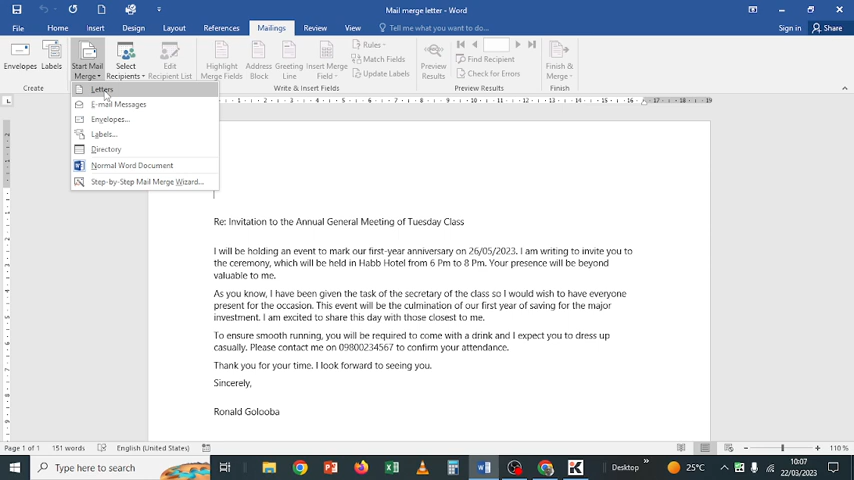 Mail merge letter - Word
File Home Insert Design Layout References Mailings Review View Tell me what you want to do... Sign in Share
Envelopes Labels Start Mail Merge Select Recipients Edit Recipient List Highlight Merge Fields Address Block Greeting Line Insert Merge Field Rules Match Fields Update Labels Preview Results Find Recipient Check for Errors Finish & Merge
Create Write & Insert Fields Preview Results Finish
Letters
E-mail Messages
Envelopes...
Labels...
Directory
Normal Word Document
Step-by-Step Mail Merge Wizard...
Re: Invitation to the Annual General Meeting of Tuesday Class
I will be holding an event to mark our first-year anniversary on 26/05/2023. I am writing to invite you to
the ceremony, which will be held in Habb Hotel from 6 Pm to 8 Pm. Your presence will be beyond
valuable to me.
As you know, I have been given the task of the secretary of the class so I would wish to have everyone
present for the occasion. This event will be the culmination of our first year of saving for the major
investment. I am excited to share this day with those closest to me.
To ensure smooth running, you will be required to come with a drink and I expect you to dress up
casually. Please contact me on 09800234567 to confirm your attendance.
Thank you for your time. I look forward to seeing you.
Sincerely,
Ronald Golooba
Page 1 of 1 151 words English (United States) 110 %
Type here to search Desktop 25°C 10:07
22/03/2023